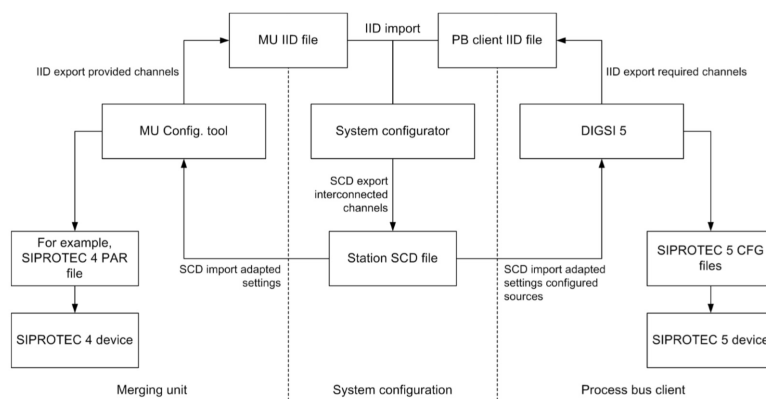 MU IID file
IID import
PB client IID file
IID export provided channels
IID export required channels
MU Config. tool
System configurator
DIGSI 5
SCD export
interconnected
channels
For example,
SIPROTEC 4 PAR
file
SCD import adapted
settings
Station SCD file
SCD import adapted
settings configured
sources
SIPROTEC 5 CFG
files
SIPROTEC 4 device
SIPROTEC 5 device
Merging unit
System configuration
Process bus client